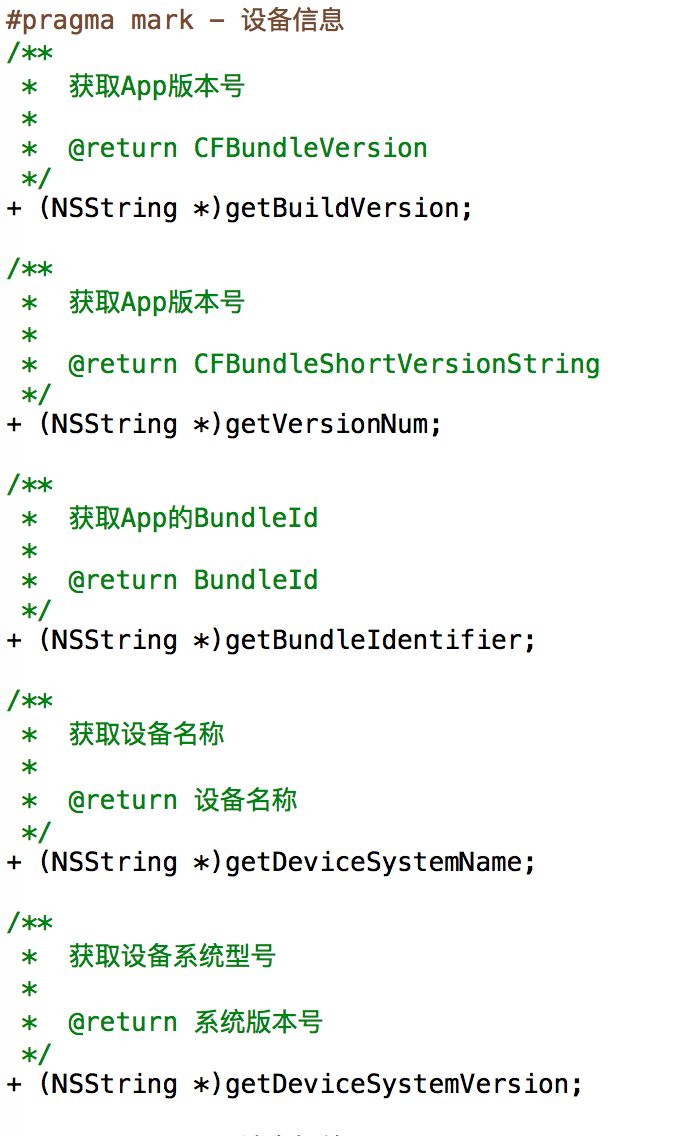 #pragma mark - 设备信息
/**
 *  获取App版本号
 *
 *  @return CFBundleVersion
 */
+ (NSString *)getBuildVersion;

/**
 *  获取App版本号
 *
 *  @return CFBundleShortVersionString
 */
+ (NSString *)getVersionNum;

/**
 *  获取App的BundleId
 *
 *  @return BundleId
 */
+ (NSString *)getBundleIdentifier;

/**
 *  获取设备名称
 *
 *  @return 设备名称
 */
+ (NSString *)getDeviceSystemName;

/**
 *  获取设备系统型号
 *
 *  @return 系统版本号
 */
+ (NSString *)getDeviceSystemVersion;